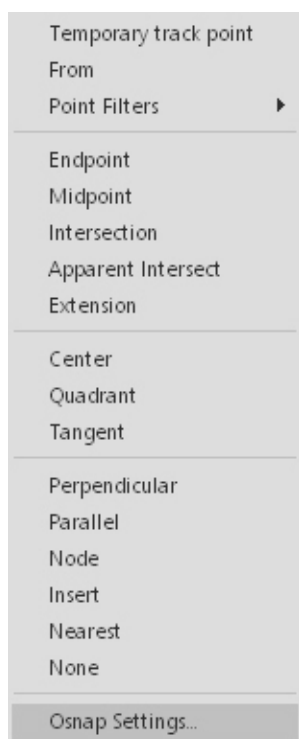 Temporary track point
From
Point Filters
Endpoint
Midpoint
Intersection
Apparent Intersect
Extension
Center
Quadrant
Tangent
Perpendicular
Parallel
Node
Insert
Nearest
None
Osnap Settings...